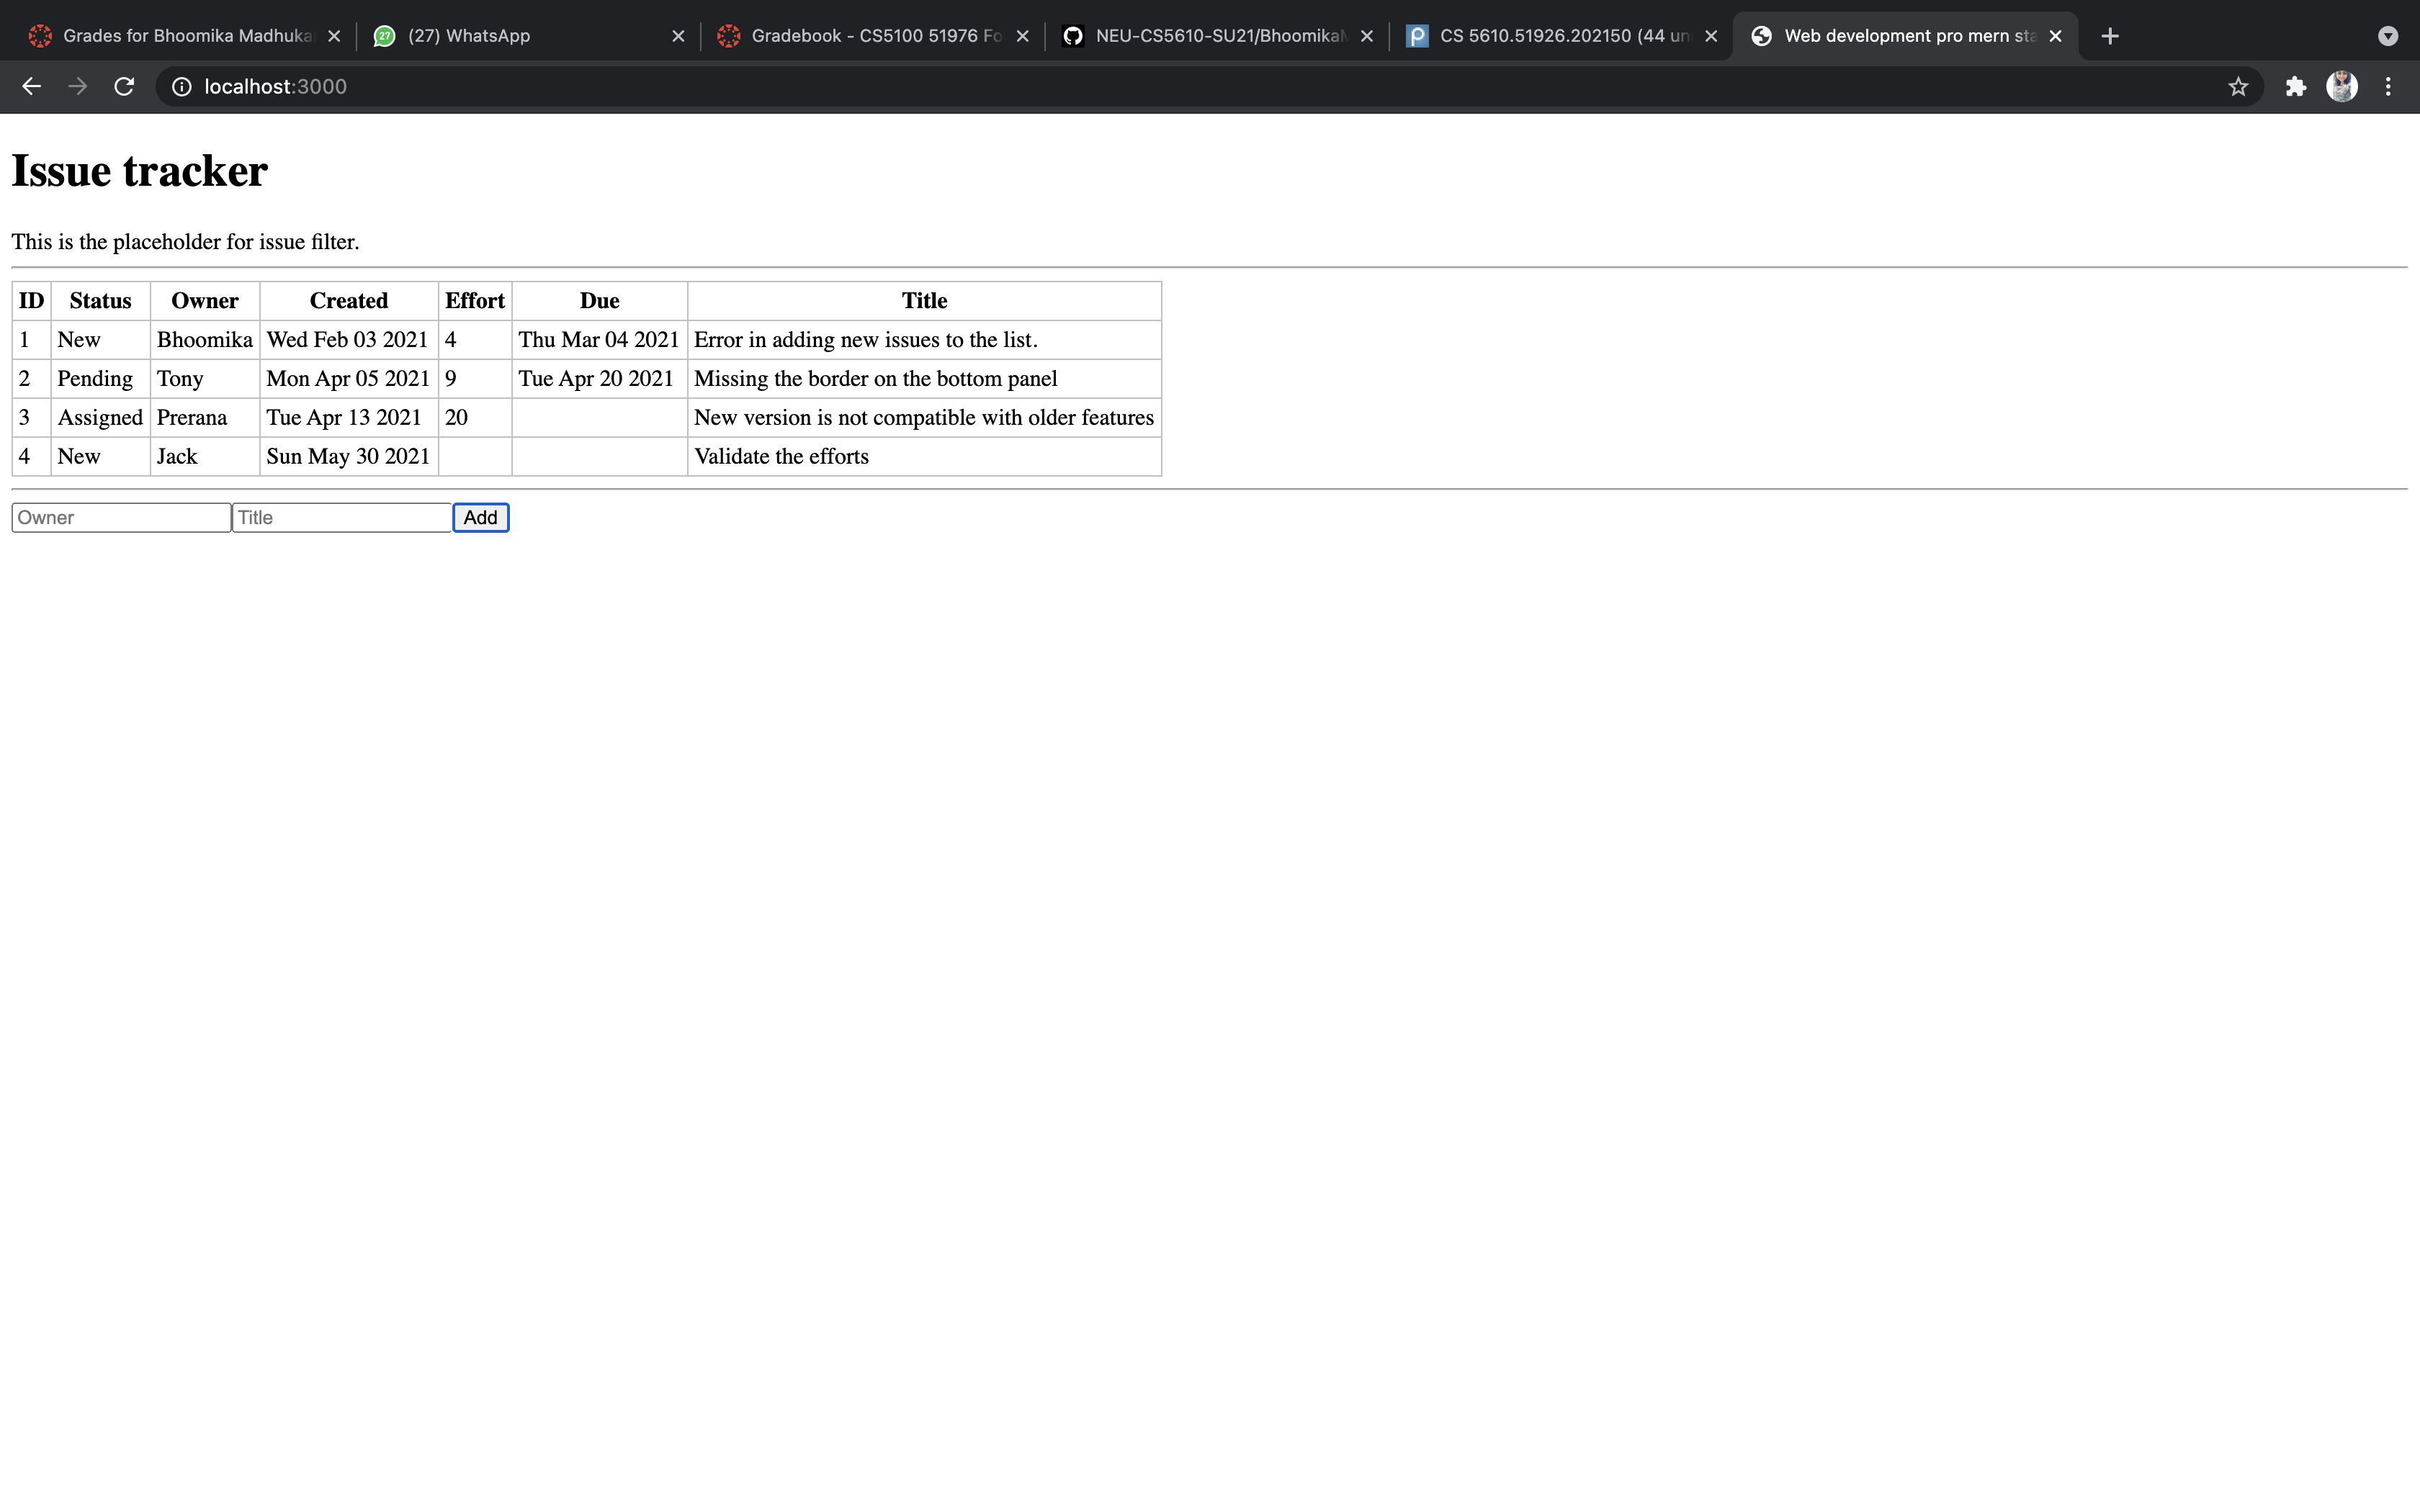 Grades for Bhoomika Madhuka
27 (27) WhatsApp
Gradebook - CS5100 51976 Fo
NEU-CS5610-SU21/Bhoomika
CS 5610.51926.202150 (44 un
Web development pro mern sta
localhost:3000
Issue tracker
This is the placeholder for issue filter.
ID Status Owner Created Effort Due Title
1 New Bhoomika Wed Feb 03 2021 4 Thu Mar 04 2021 Error in adding new issues to the list.
2 Pending Tony Mon Apr 05 2021 9 Tue Apr 20 2021 Missing the border on the bottom panel
3 Assigned Prerana Tue Apr 13 2021 20 New version is not compatible with older features
4 New Jack Sun May 30 2021 Validate the efforts
Owner Title Add